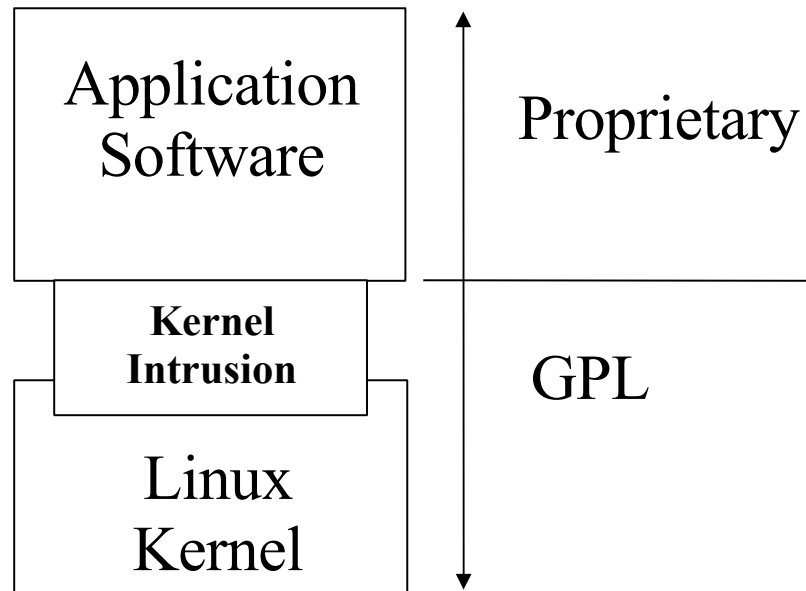 Application
Software
Proprietary
Kernel
Intrusion
GPL
Linux
Kernel